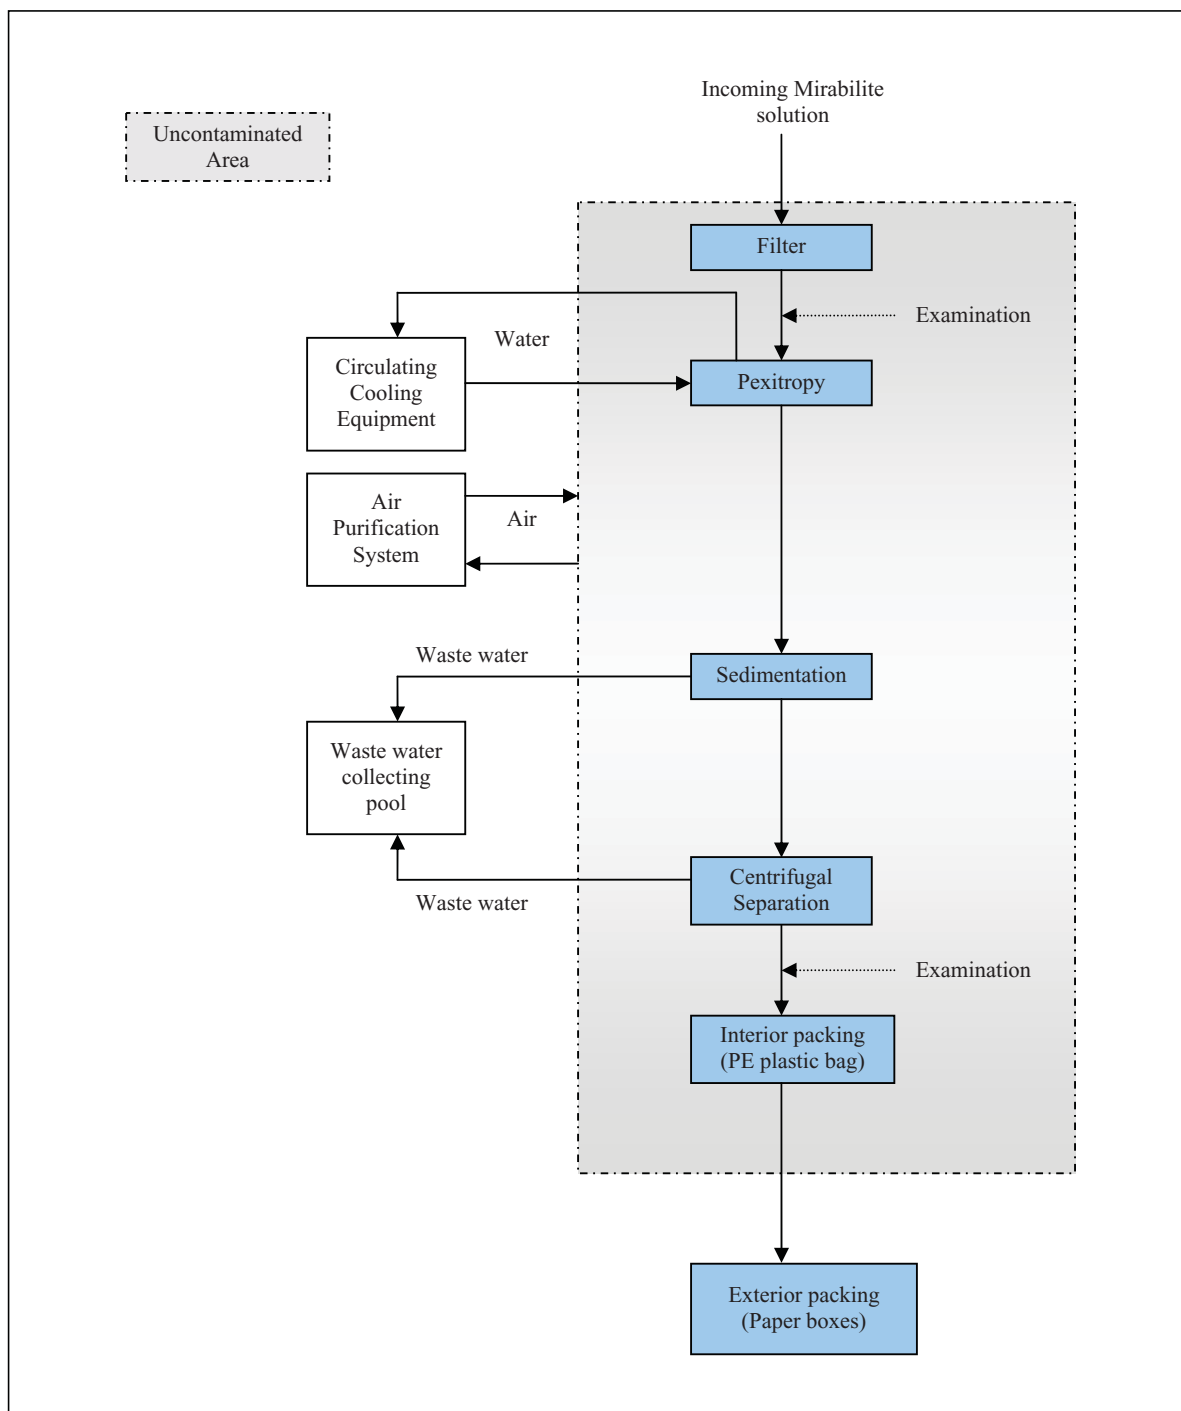 Incoming Mirabilite
solution
Uncontaminated
Area
Filter
Examination
Water
Circulating
Cooling
Equipment
Pexitropy
Air
Purification
System
Air
Waste water
Sedimentation
Waste water
collecting
pool
Centrifugal
Separation
Waste water
Examination
Interior packing
(PE plastic bag)
Exterior packing
(Paper boxes)